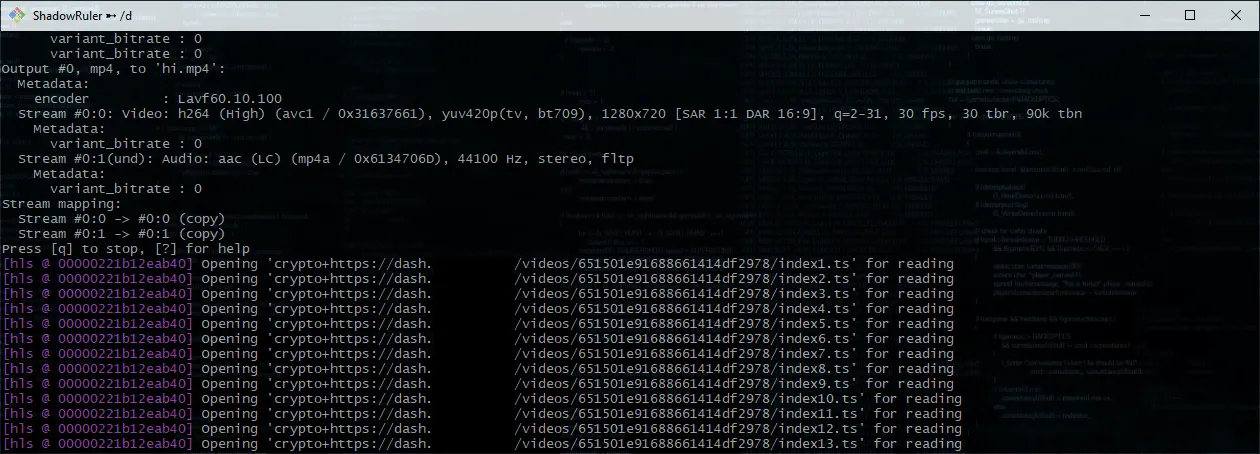 ShadowRuler ➸ /d
variant_bitrate : 0
variant_bitrate : 0
Output #0, mp4, to 'hi.mp4':
Metadata:
encoder : Lavf60.10.100
Stream #0:0: Video: h264 (High) (avc1 / 0x31637661), yuv420p(tv, bt709), 1280x720 [SAR 1:1 DAR 16:9], q=2-31, 30 fps, 30 tbr, 90k tbn
Metadata:
variant_bitrate : 0
Stream #0:1(und): Audio: aac (LC) (mp4a / 0x6134706D), 44100 Hz, stereo, fltp
Metadata:
variant_bitrate : 0
Stream mapping:
Stream #0:0 -> #0:0 (copy)
Stream #0:1 -> #0:1 (copy)
Press [q] to stop, [?] for help
[hls @ 00000221b12eab40] Opening 'crypto+https://dash. /videos/651501e91688661414df2978/index1.ts' for reading
[hls @ 00000221b12eab40] Opening 'crypto+https://dash. /videos/651501e91688661414df2978/index2.ts' for reading
[hls @ 00000221b12eab40] Opening 'crypto+https://dash. /videos/651501e91688661414df2978/index3.ts' for reading
[hls @ 00000221b12eab40] Opening 'crypto+https://dash. /videos/651501e91688661414df2978/index4.ts' for reading
[hls @ 00000221b12eab40] Opening 'crypto+https://dash. /videos/651501e91688661414df2978/index5.ts' for reading
[hls @ 00000221b12eab40] Opening 'crypto+https://dash. /videos/651501e91688661414df2978/index6.ts' for reading
[hls @ 00000221b12eab40] Opening 'crypto+https://dash. /videos/651501e91688661414df2978/index7.ts' for reading
[hls @ 00000221b12eab40] Opening 'crypto+https://dash. /videos/651501e91688661414df2978/index8.ts' for reading
[hls @ 00000221b12eab40] Opening 'crypto+https://dash. /videos/651501e91688661414df2978/index9.ts' for reading
[hls @ 00000221b12eab40] Opening 'crypto+https://dash. /videos/651501e91688661414df2978/index10.ts' for reading
[hls @ 00000221b12eab40] Opening 'crypto+https://dash. /videos/651501e91688661414df2978/index11.ts' for reading
[hls @ 00000221b12eab40] Opening 'crypto+https://dash. /videos/651501e91688661414df2978/index12.ts' for reading
[hls @ 00000221b12eab40] Opening 'crypto+https://dash. /videos/651501e91688661414df2978/index13.ts' for reading